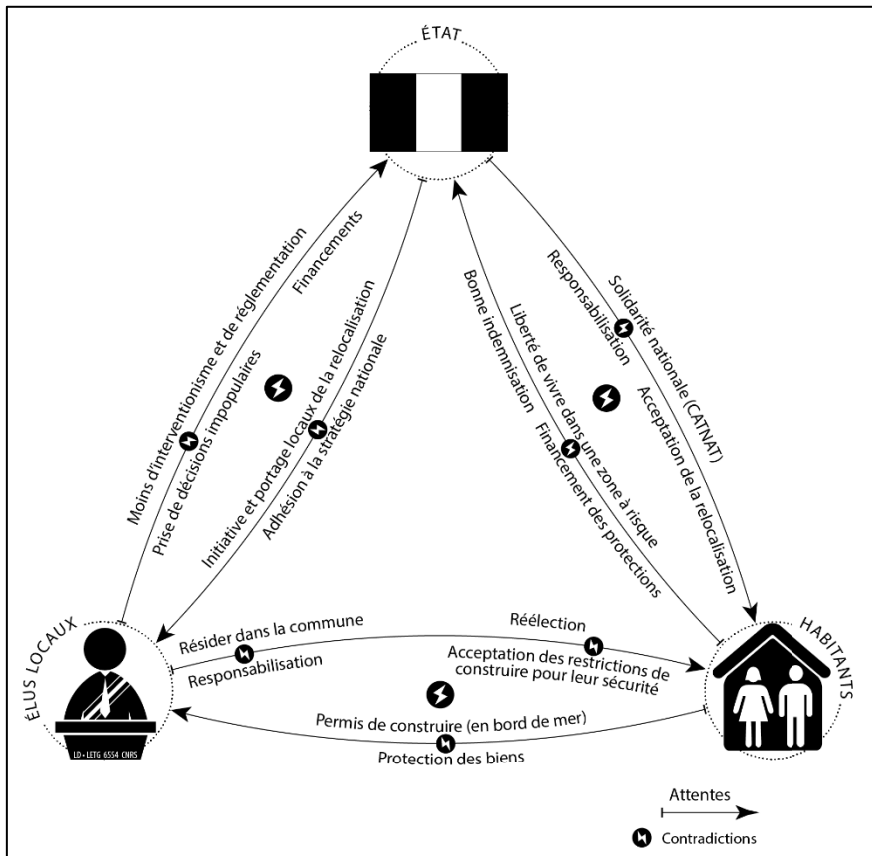 ÉTAT
Moins d'interventionisme et de réglementation
Prise de décisions impopulaires
Financements
Initiative et portage locaux de la relocalisation
Adhésion à la stratégie nationale
Bonne indemnisation
Liberté de vivre dans une zone à risque
Financement des protections
Responsabilisation
Solidarité nationale (CATNAT)
Acceptation de la relocalisation
ÉLUS LOCAUX
LD • LETG 6554 CNRS
Résider dans la commune
Responsabilisation
Réélection
Acceptation des restrictions de
construire pour leur sécurité
Permis de construire (en bord de mer)
Protection des biens
HABITANTS
Attentes
Contradictions